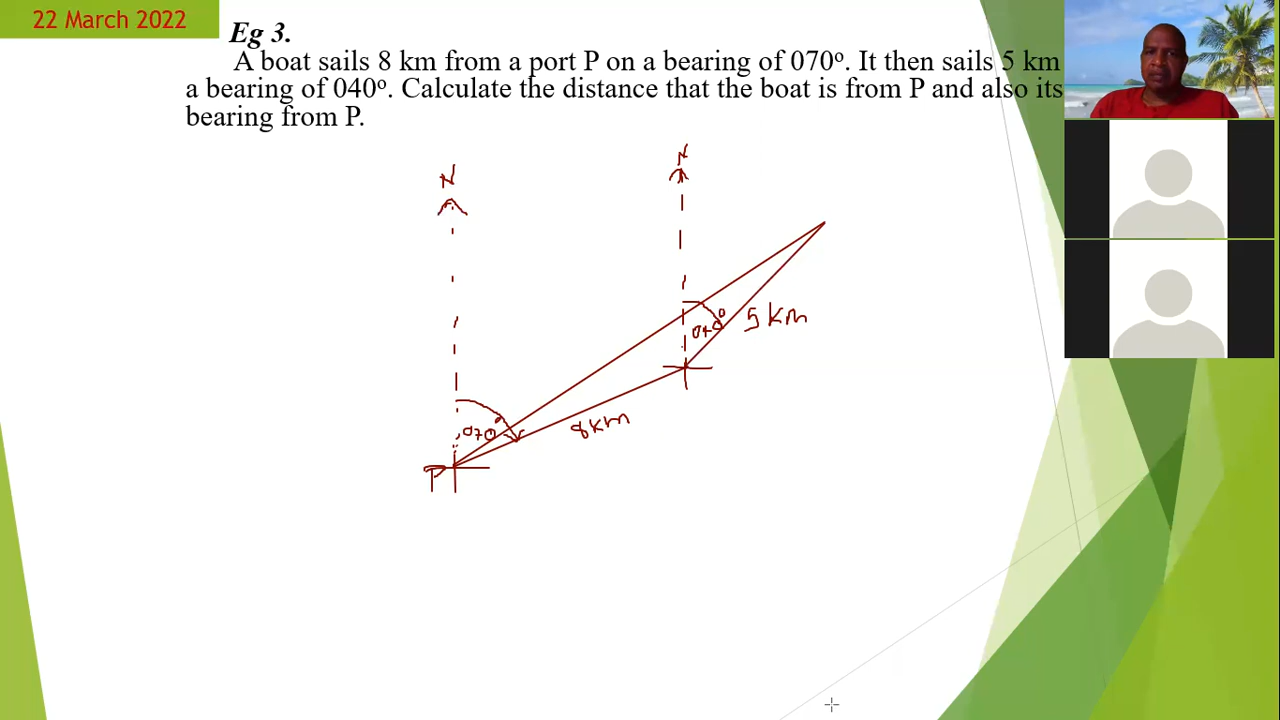 22 March 2022
Eg 3.
A boat sails 8 km from a port P on a bearing of 070°. It then sails 5 km
a bearing of 040°. Calculate the distance that the boat is from P and also its
bearing from P.
N
N
5 km
040°
8km
070°
P